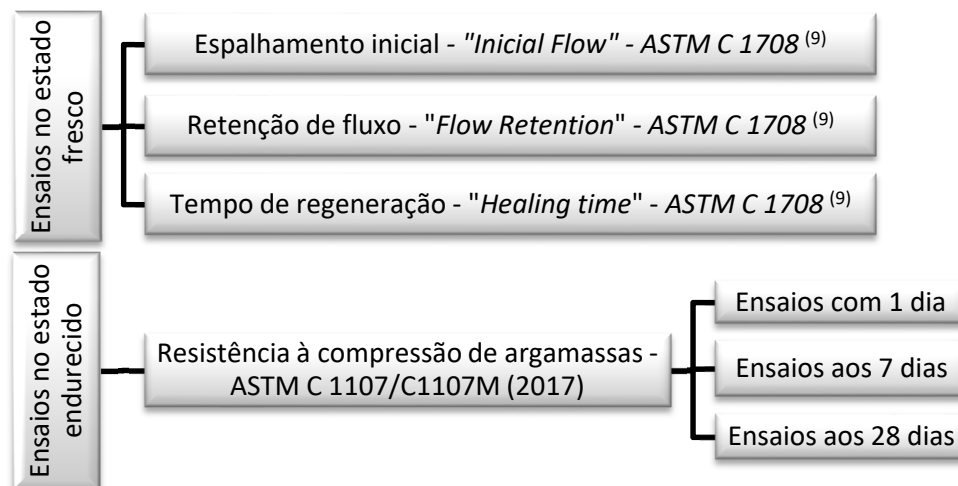 Ensaios no estado
fresco
Espalhamento inicial - "Inicial Flow" - ASTM C 1708 (9)
Retenção de fluxo - "Flow Retention" - ASTM C 1708 (9)
Tempo de regeneração - "Healing time" - ASTM C 1708 (9)
Ensaios no estado
endurecido
Resistência à compressão de argamassas -
ASTM C 1107/C1107M (2017)
Ensaios com 1 dia
Ensaios aos 7 dias
Ensaios aos 28 dias